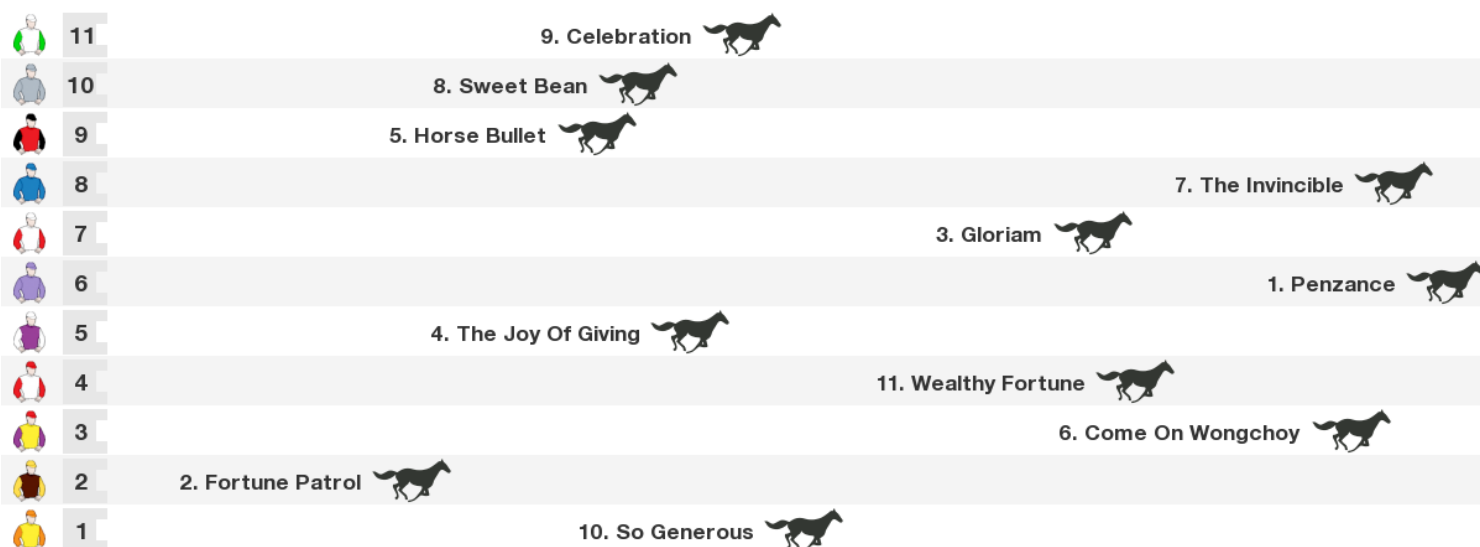 11 9. Celebration
10 8. Sweet Bean
9 5. Horse Bullet
8 7. The Invincible
7 3. Gloriam
6 1. Penzance
5 4. The Joy Of Giving
4 11. Wealthy Fortune
3 6. Come On Wongchoy
2 2. Fortune Patrol
1 10. So Generous